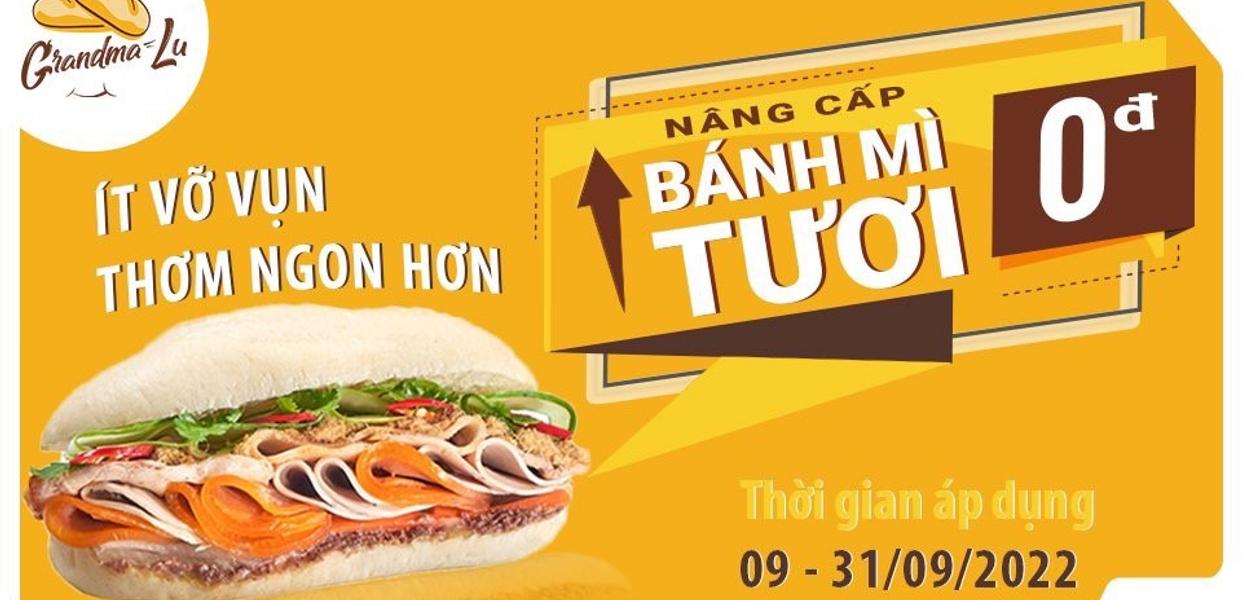 Grandma-Lu
ÍT VỠ VỤN
THƠM NGON HƠN
NÂNG CẤP
BÁNH MÌ
TƯƠI
0đ
Thời gian áp dụng
09 - 31/09/2022